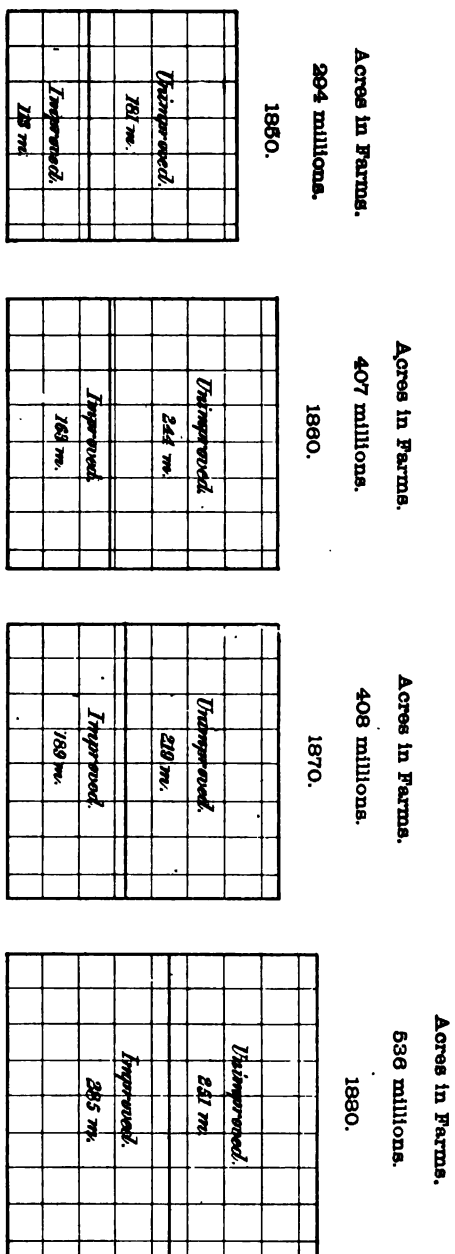 Acres in Farms.
294 millions.
1850.
Unimproved.
181 m.
Improved.
113 m.
Acres in Farms.
407 millions.
1860.
Unimproved.
244 m.
Improved.
163 m.
Acres in Farms.
408 millions.
1870.
Unimproved.
219 m.
Improved.
189 m.
Acres in Farms.
536 millions.
1880.
Unimproved.
251 m.
Improved.
285 m.